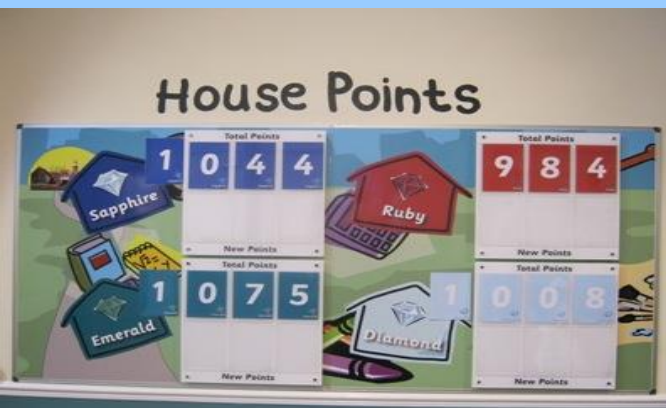 House Points
Total Points
Sapphire
1 0 4 4
New Points
Total Points
Ruby
9 8 4
New Points
Total Points
Emerald
1 0 7 5
New Points
Total Points
Diamond
1 0 0 8
New Points